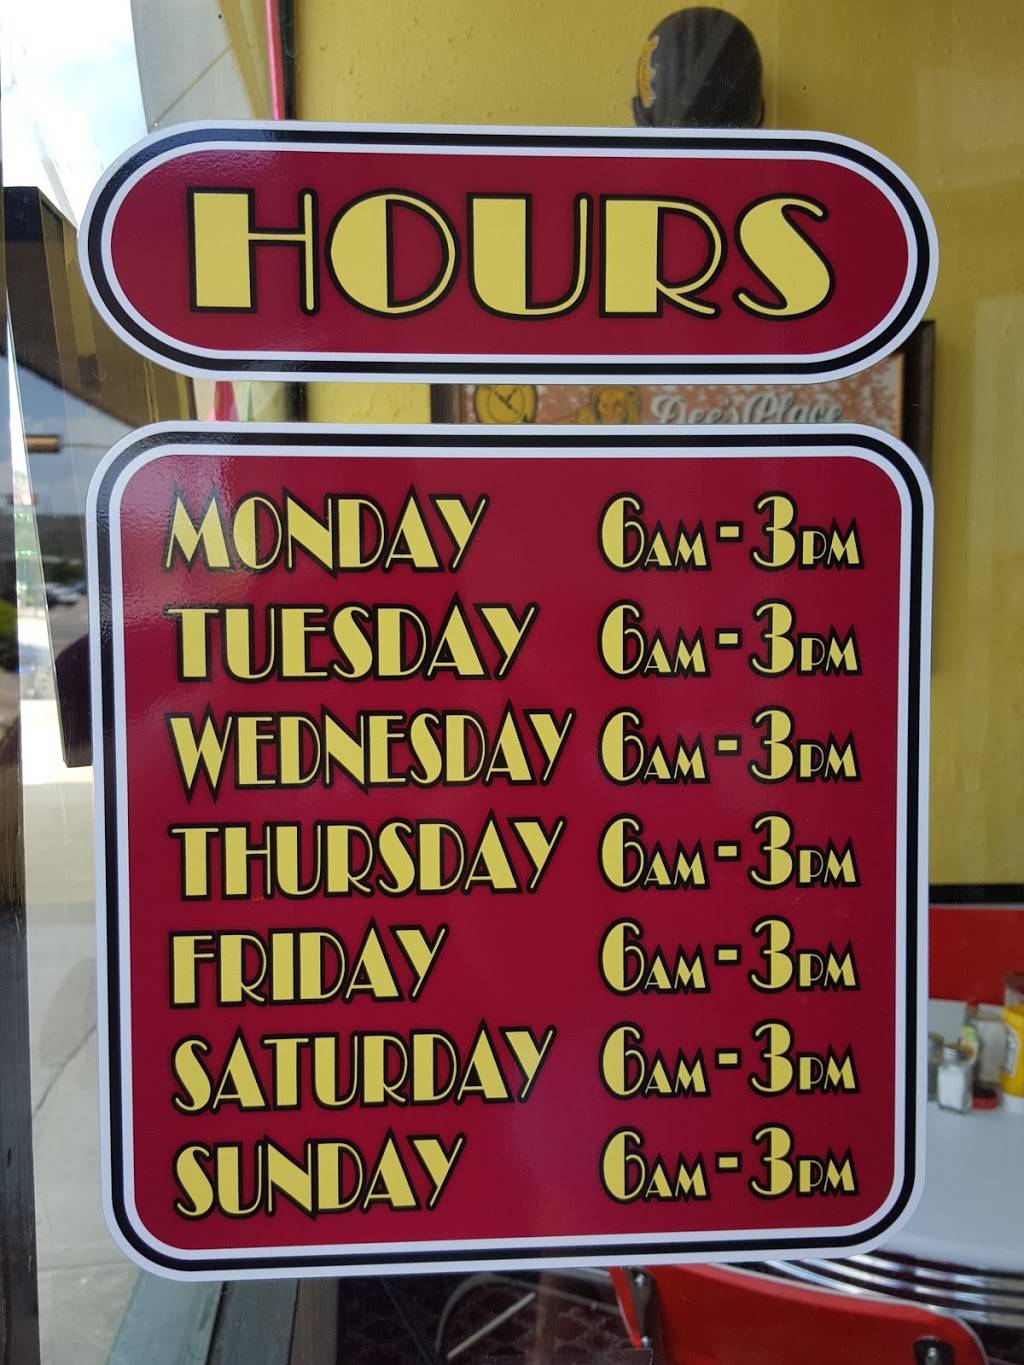 HOURS
Dee's Place
MONDAY 6AM - 3PM
TUESDAY 6AM - 3PM
WEDNESDAY 6AM - 3PM
THURSDAY 6AM - 3PM
FRIDAY 6AM - 3PM
SATURDAY 6AM - 3PM
SUNDAY 6AM - 3PM